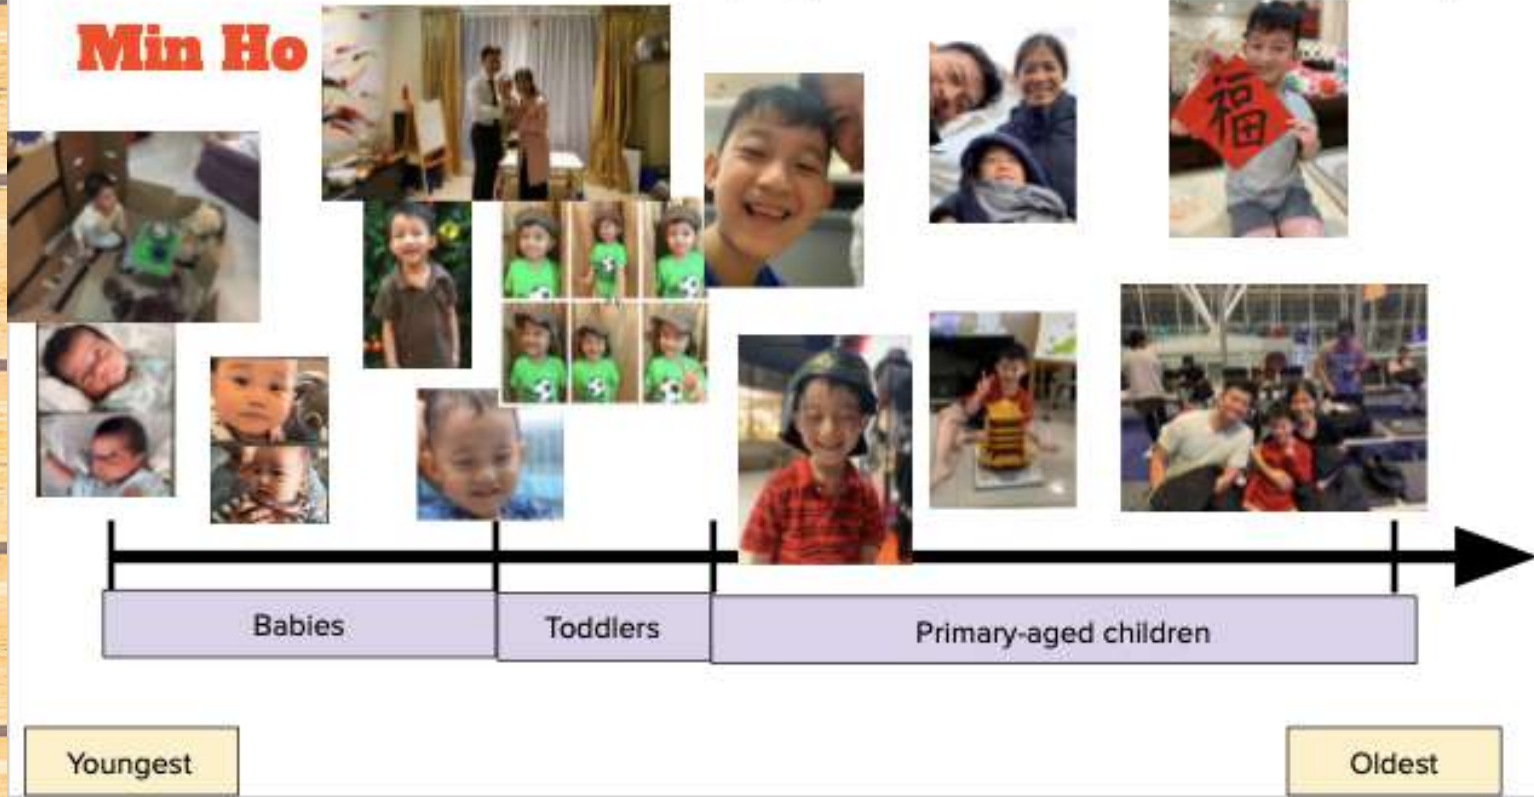 Min Ho
福
Babies
Toddlers
Primary-aged children
Youngest
Oldest